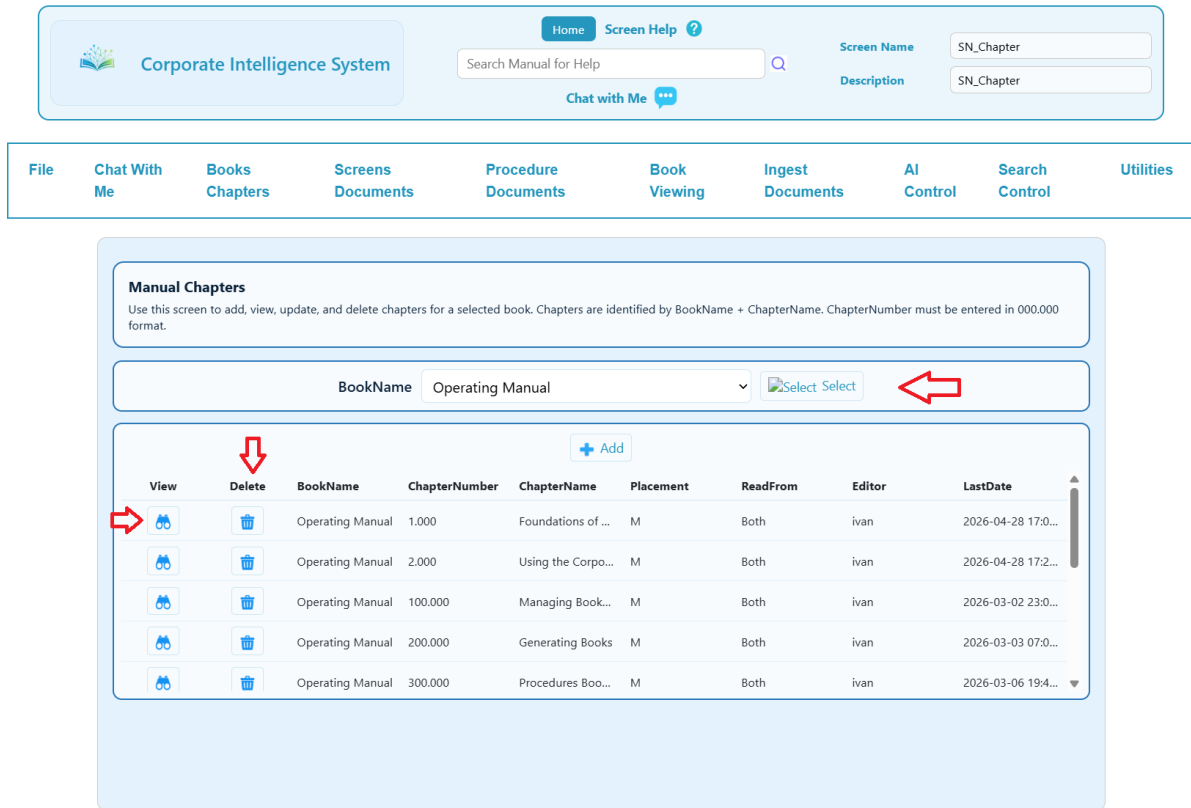 Home Screen Help ?
Corporate Intelligence System
Search Manual for Help
Chat with Me
Screen Name SN_Chapter
Description SN_Chapter
File Chat With Me Books Chapters Screens Documents Procedure Documents Book Viewing Ingest Documents AI Control Search Control Utilities
Manual Chapters
Use this screen to add, view, update, and delete chapters for a selected book. Chapters are identified by BookName + ChapterName. ChapterNumber must be entered in 000.000
format.
BookName Operating Manual Select Select
Add
View Delete BookName ChapterNumber ChapterName Placement ReadFrom Editor LastDate
Operating Manual 1.000 Foundations of ... M Both ivan 2026-04-28 17:0...
Operating Manual 2.000 Using the Corpo... M Both ivan 2026-04-28 17:2...
Operating Manual 100.000 Managing Book... M Both ivan 2026-03-02 23:0...
Operating Manual 200.000 Generating Books M Both ivan 2026-03-03 07:0...
Operating Manual 300.000 Procedures Boo... M Both ivan 2026-03-06 19:4...